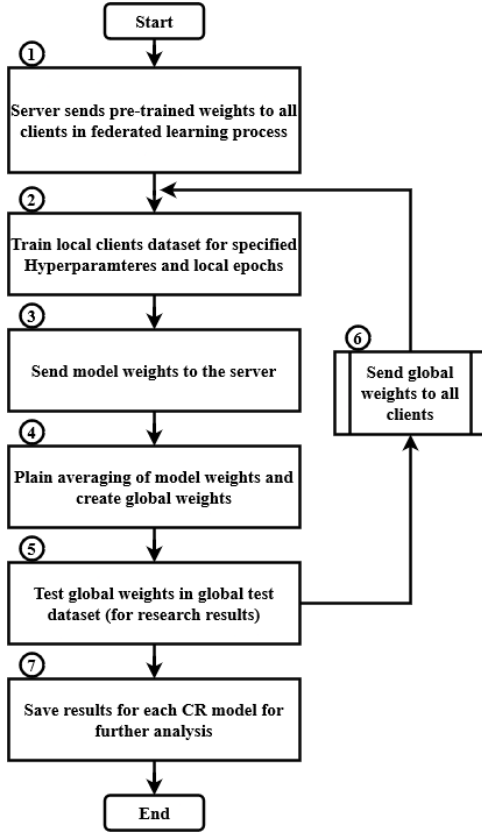 Start
1
Server sends pre-trained weights to all
clients in federated learning process
2
Train local clients dataset for specified
Hyperparamteres and local epochs
3
Send model weights to the server
6
Send global
weights to all
clients
4
Plain averaging of model weights and
create global weights
5
Test global weights in global test
dataset (for research results)
7
Save results for each CR model for
further analysis
End